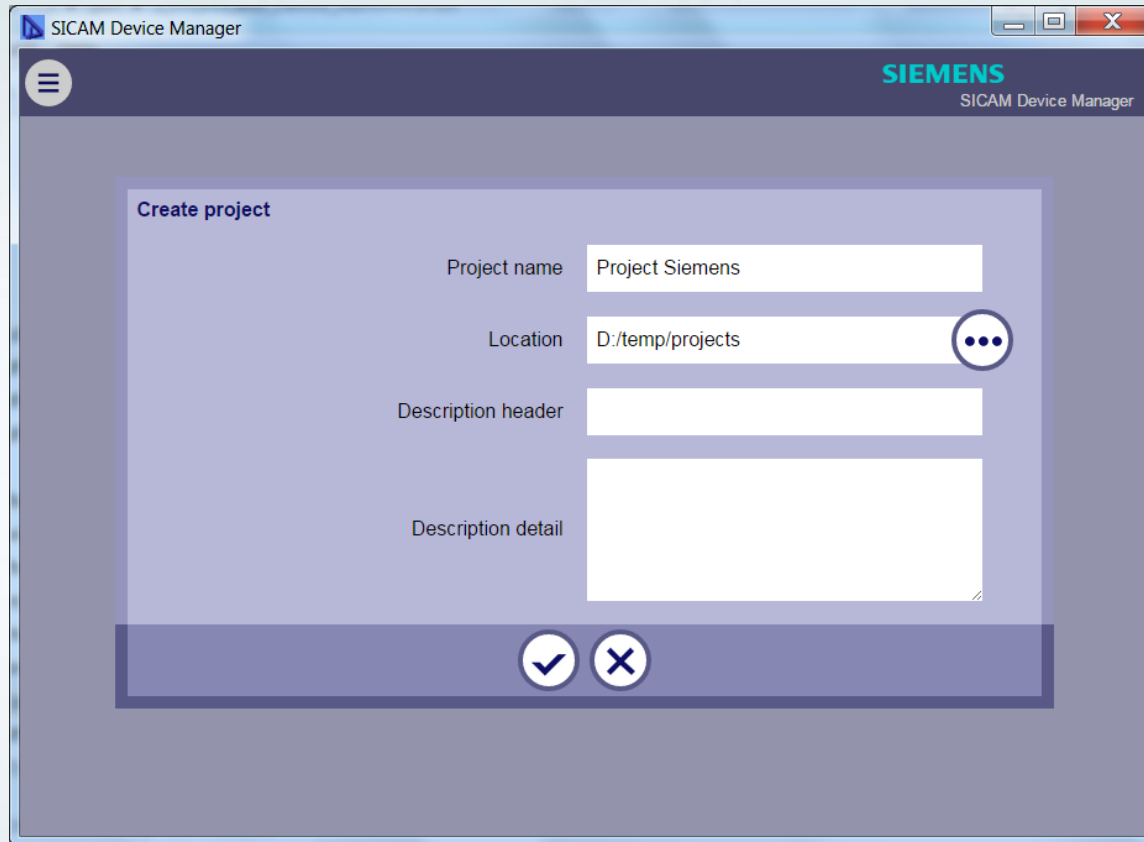 SICAM Device Manager
SIEMENS
SICAM Device Manager
Create project
Project name
Project Siemens
Location
D:/temp/projects
Description header
Description detail